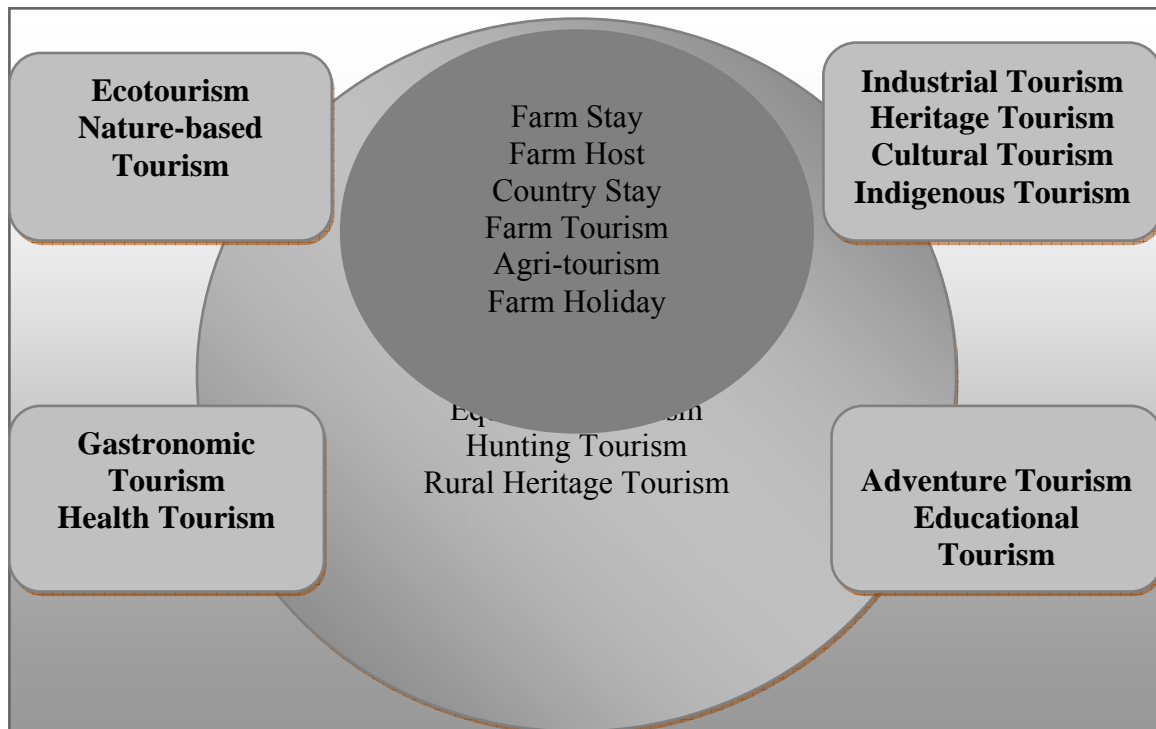 Ecotourism
Nature-based
Tourism
Industrial Tourism
Heritage Tourism
Cultural Tourism
Indigenous Tourism
Farm Stay
Farm Host
Country Stay
Farm Tourism
Agri-tourism
Farm Holiday
Hunting Tourism
Rural Heritage Tourism
Gastronomic
Tourism
Health Tourism
Adventure Tourism
Educational
Tourism